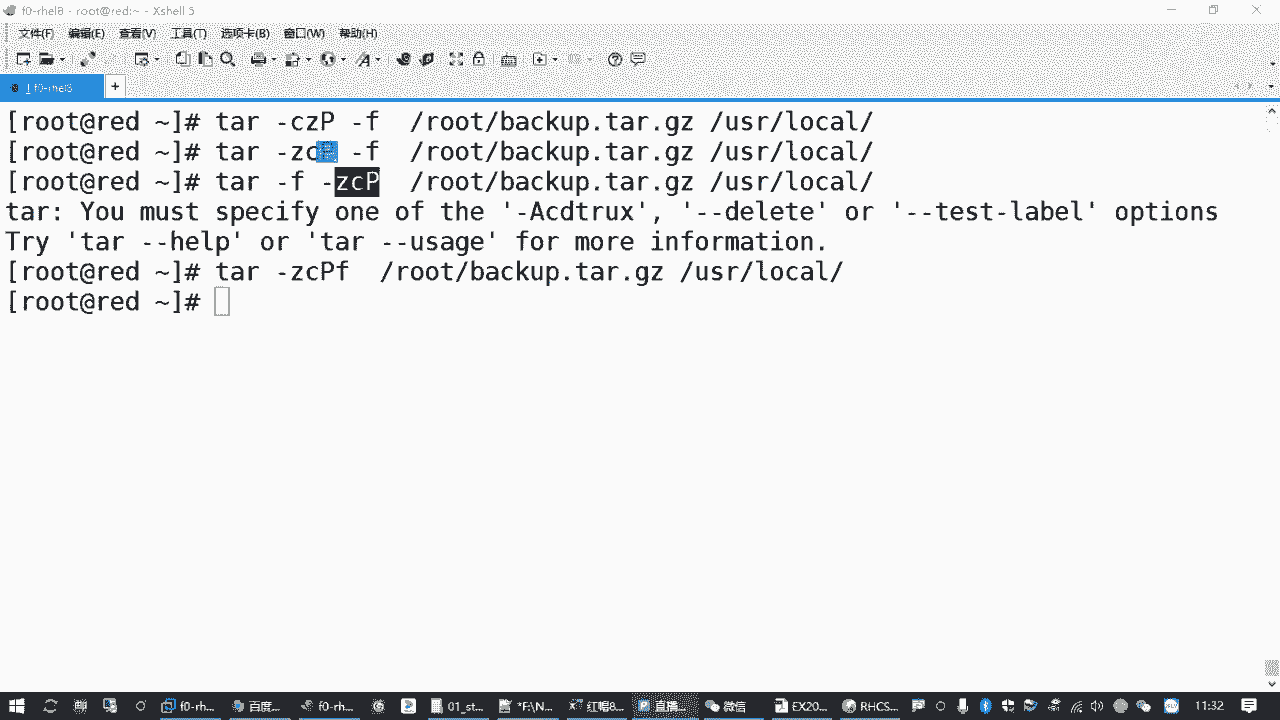 f0-rhel8 - root@red:~ - Xshell 5
文件(F) 编辑(E) 查看(V) 工具(T) 选项卡(B) 窗口(W) 帮助(H)
1 f0-rhel8 +
[root@red ~]# tar -czP -f  /root/backup.tar.gz /usr/local/
[root@red ~]# tar -zcP -f  /root/backup.tar.gz /usr/local/
[root@red ~]# tar -f -zcP  /root/backup.tar.gz /usr/local/
tar: You must specify one of the '-Acdtrux', '--delete' or '--test-label' options
Try 'tar --help' or 'tar --usage' for more information.
[root@red ~]# tar -zcPf  /root/backup.tar.gz /usr/local/
[root@red ~]#
f0-rh... 百度... f0-rh... 01_st... *F:\N... 红帽8... 直播... 微信 EX20... RHCS... 11:32